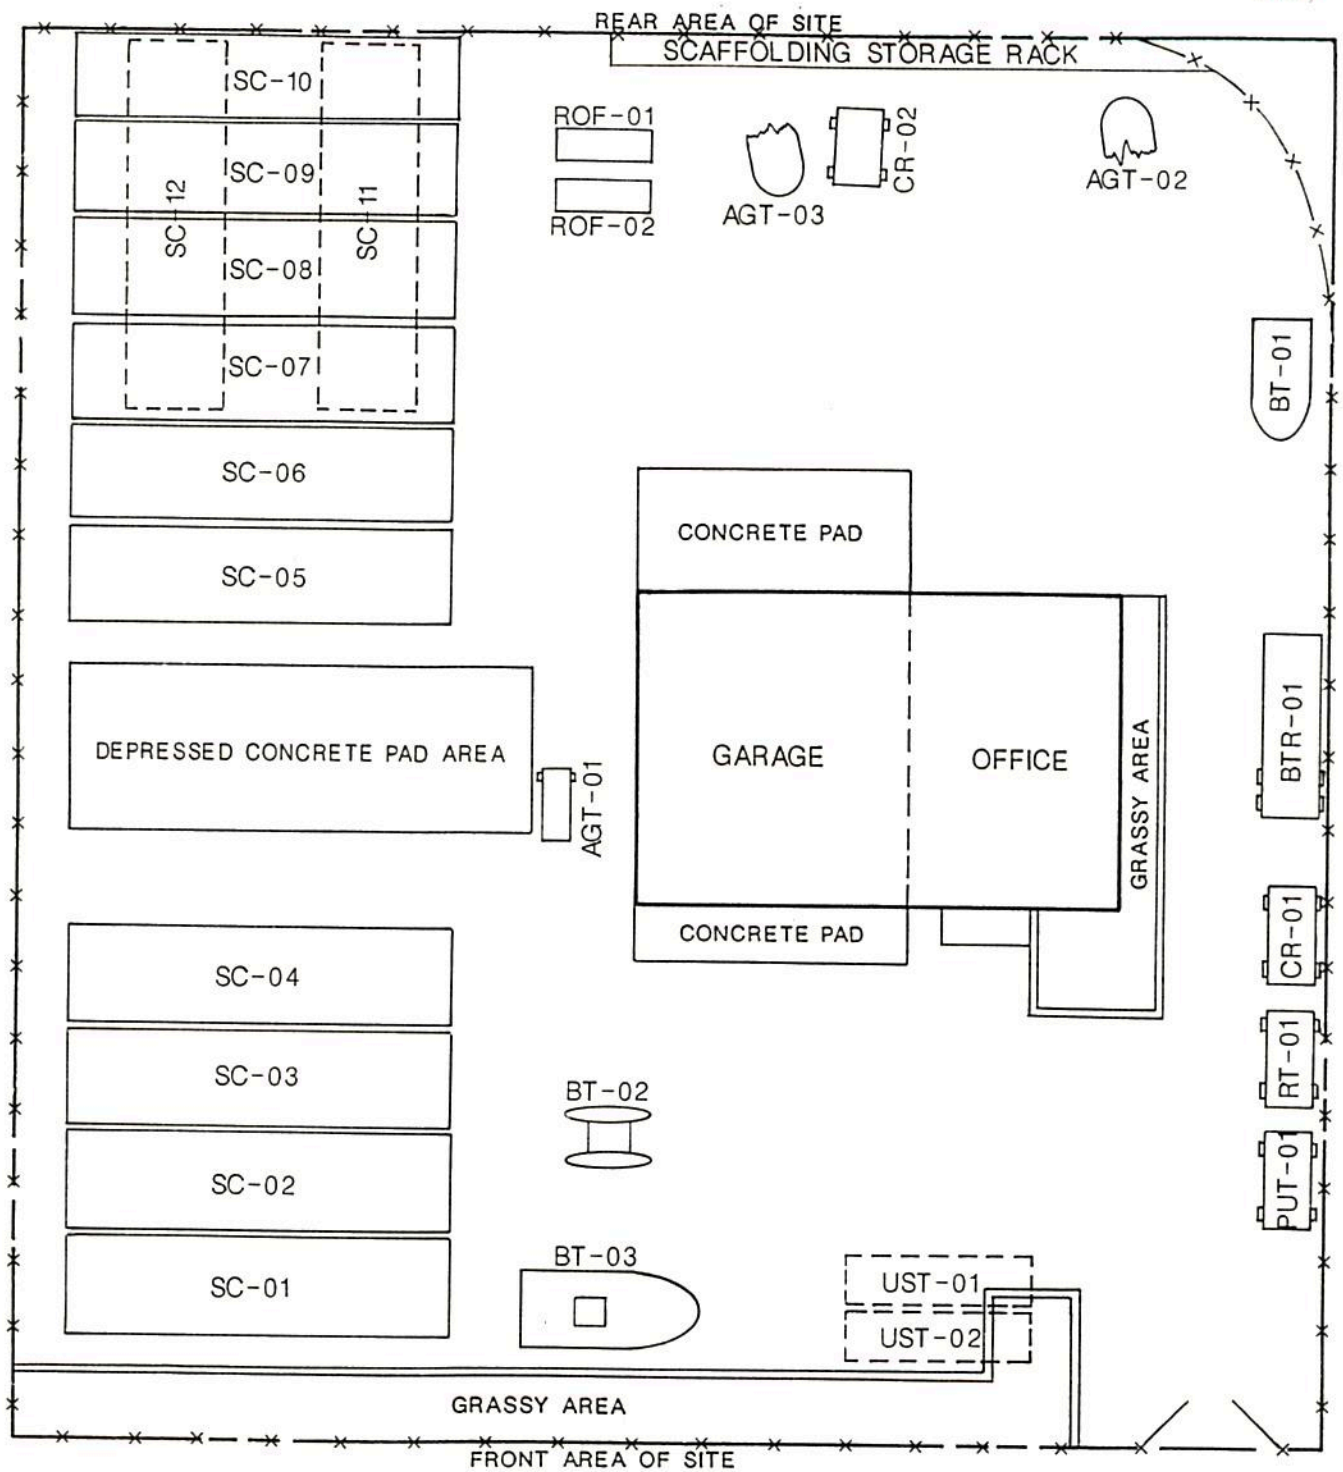 REAR AREA OF SITE
SCAFFOLDING STORAGE RACK
SC-10
ROF-01
CR-02
SC-09
AGT-02
SC-12
SC-11
AGT-03
ROF-02
SC-08
SC-07
BT-01
SC-06
CONCRETE PAD
SC-05
DEPRESSED CONCRETE PAD AREA
AGT-01
GARAGE
OFFICE
GRASSY AREA
BTR-01
CONCRETE PAD
CR-01
SC-04
SC-03
RT-01
BT-02
SC-02
PUT-01
BT-03
SC-01
UST-01
UST-02
GRASSY AREA
FRONT AREA OF SITE